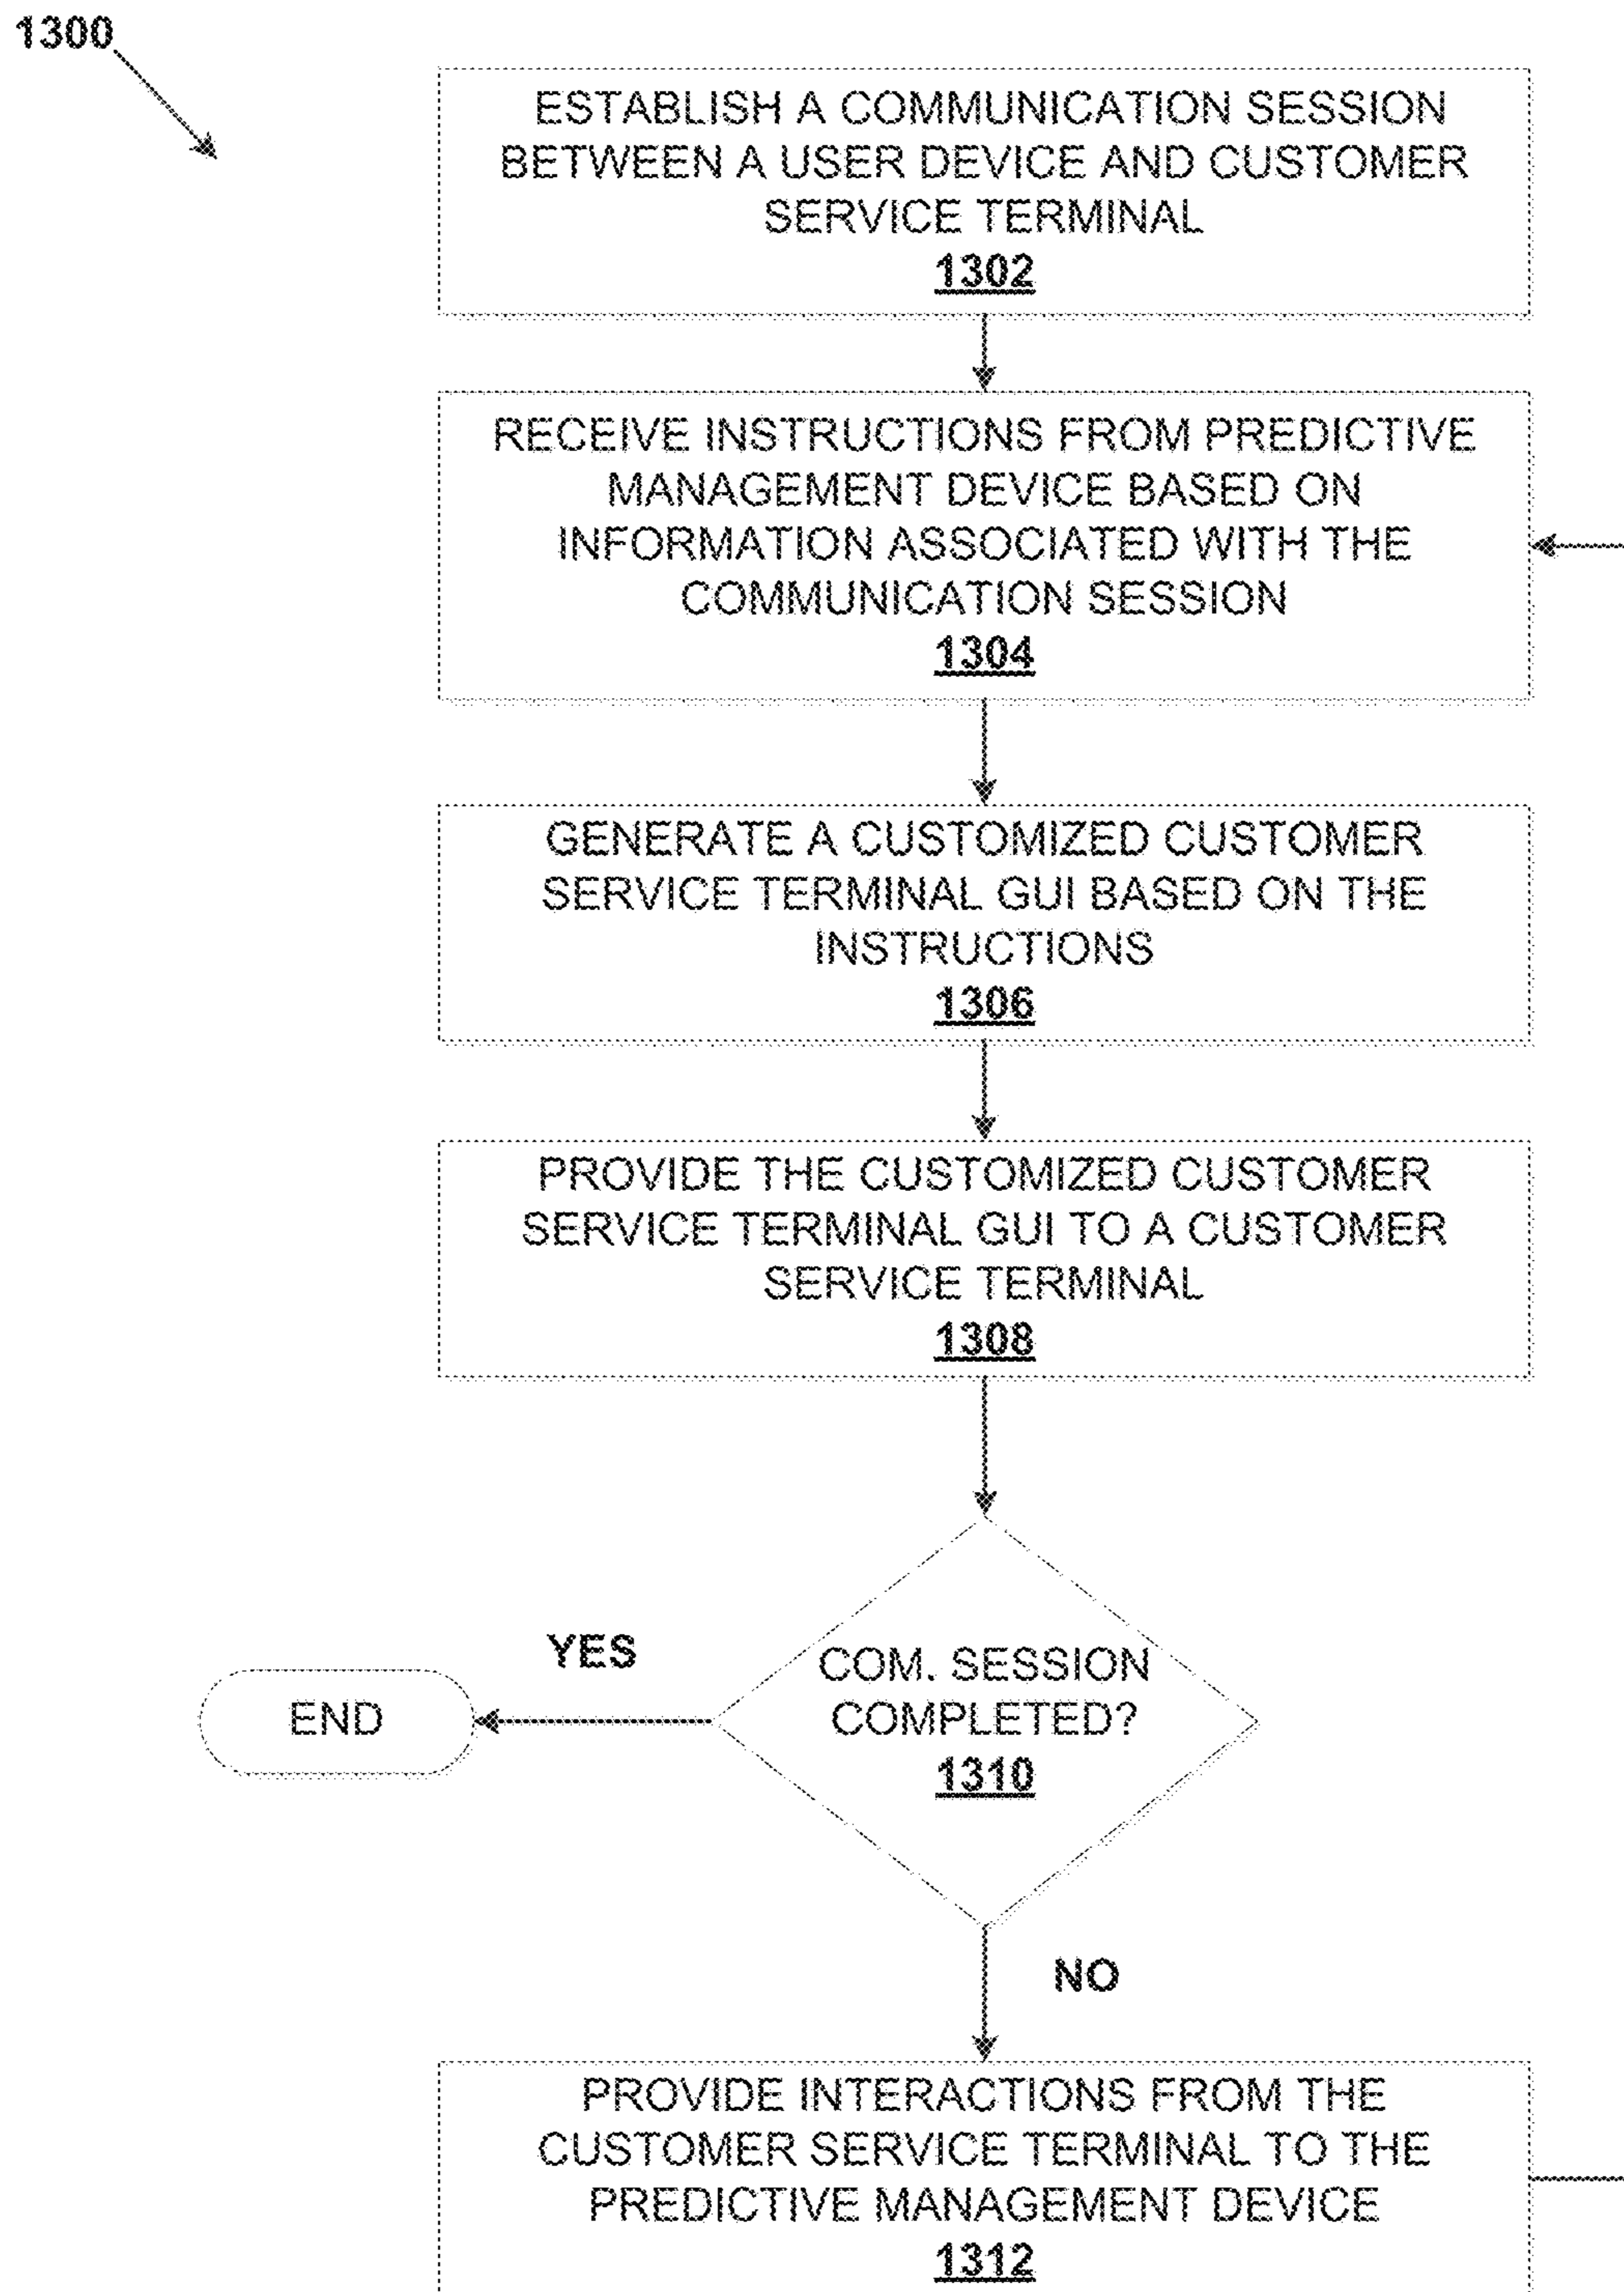 1300
ESTABLISH A COMMUNICATION SESSION
BETWEEN A USER DEVICE AND CUSTOMER
SERVICE TERMINAL
1302
RECEIVE INSTRUCTIONS FROM PREDICTIVE
MANAGEMENT DEVICE BASED ON
INFORMATION ASSOCIATED WITH THE
COMMUNICATION SESSION
1304
GENERATE A CUSTOMIZED CUSTOMER
SERVICE TERMINAL GUI BASED ON THE
INSTRUCTIONS
1306
PROVIDE THE CUSTOMIZED CUSTOMER
SERVICE TERMINAL GUI TO A CUSTOMER
SERVICE TERMINAL
1308
YES
COM. SESSION
COMPLETED?
1310
END
NO
PROVIDE INTERACTIONS FROM THE
CUSTOMER SERVICE TERMINAL TO THE
PREDICTIVE MANAGEMENT DEVICE
1312